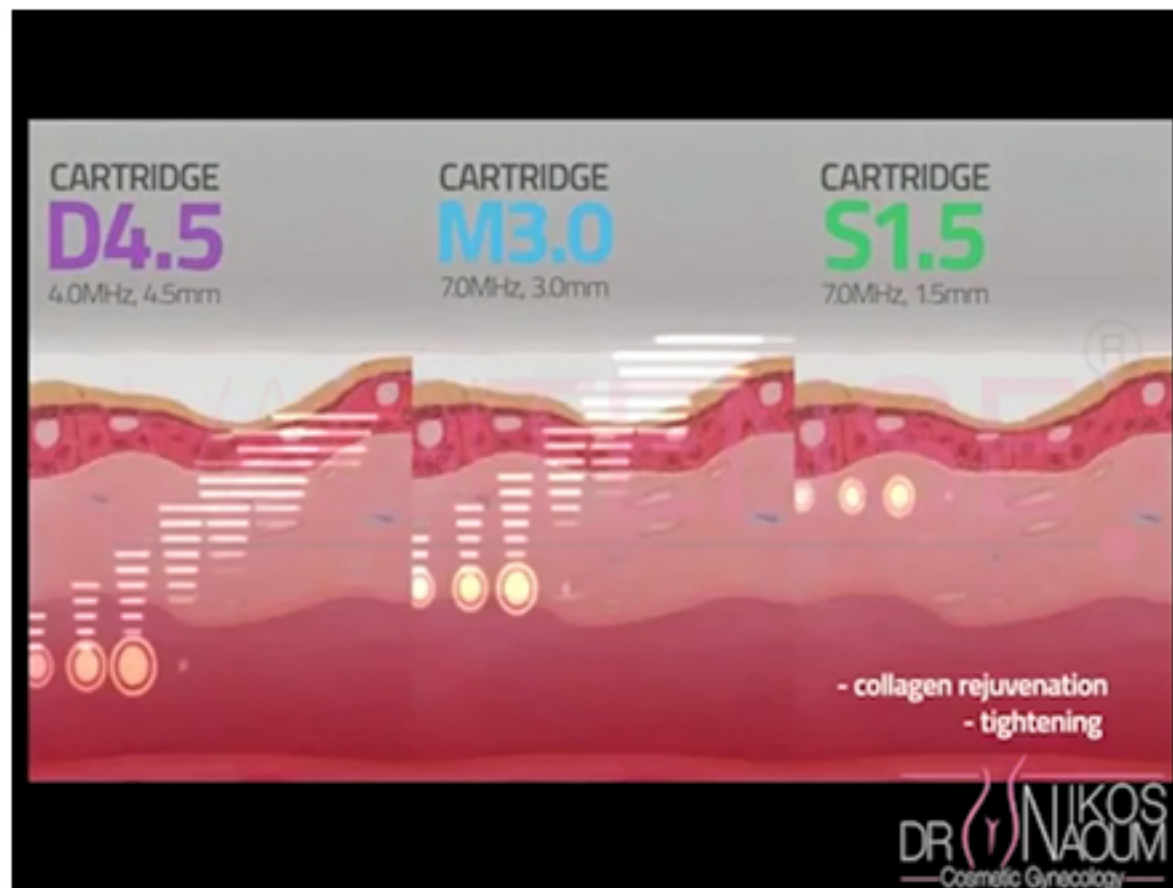 CARTRIDGE
D4.5
4.0MHz, 4.5mm
CARTRIDGE
M3.0
7.0MHz, 3.0mm
CARTRIDGE
S1.5
7.0MHz, 1.5mm
®
- collagen rejuvenation
- tightening
DR NIKOS
NAOUM
Cosmetic Gynecology